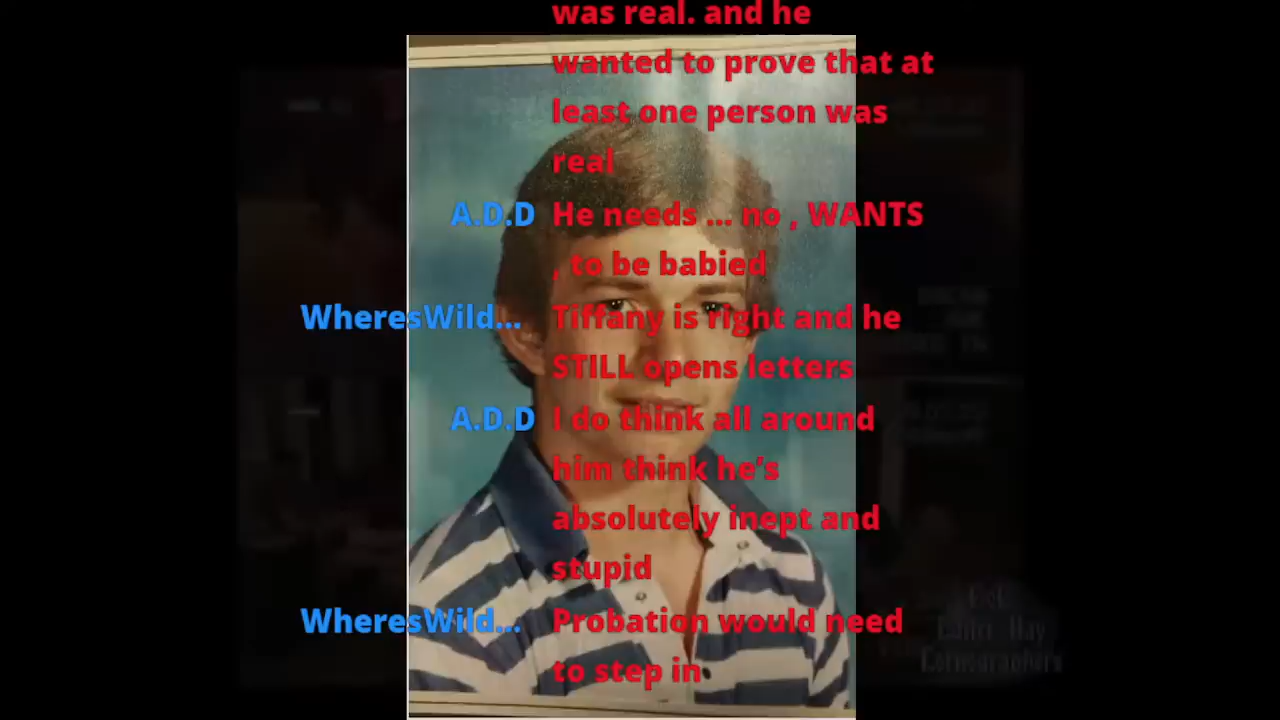 was real. and he
wanted to prove that at
least one person was
real
A.D.D He needs ... no , WANTS
, to be babied
WheresWild... Tiffany is right and he
STILL opens letters
A.D.D I do think all around
him think he's
absolutely inept and
stupid
WheresWild... Probation would need
to step in